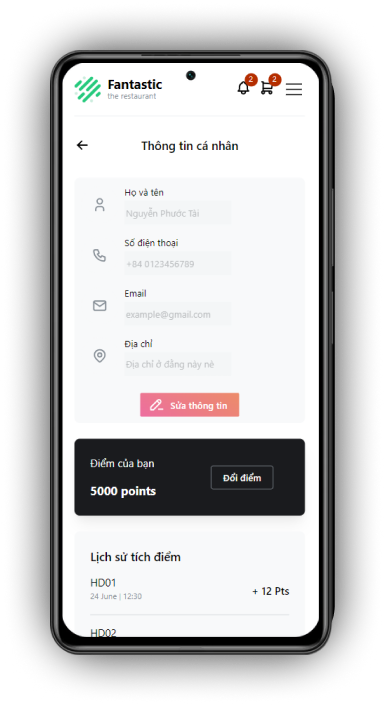 Fantastic
the restaurant
2
2
Thông tin cá nhân
Họ và tên
Nguyễn Phước Tài
Số điện thoại
+84 0123456789
Email
example@gmail.com
Địa chỉ
Địa chỉ ở đẳng này nè
Sửa thông tin
Điểm của bạn
5000 points
Đổi điểm
Lịch sử tích điểm
HD01
24 June | 12:30
+ 12 Pts
HD02